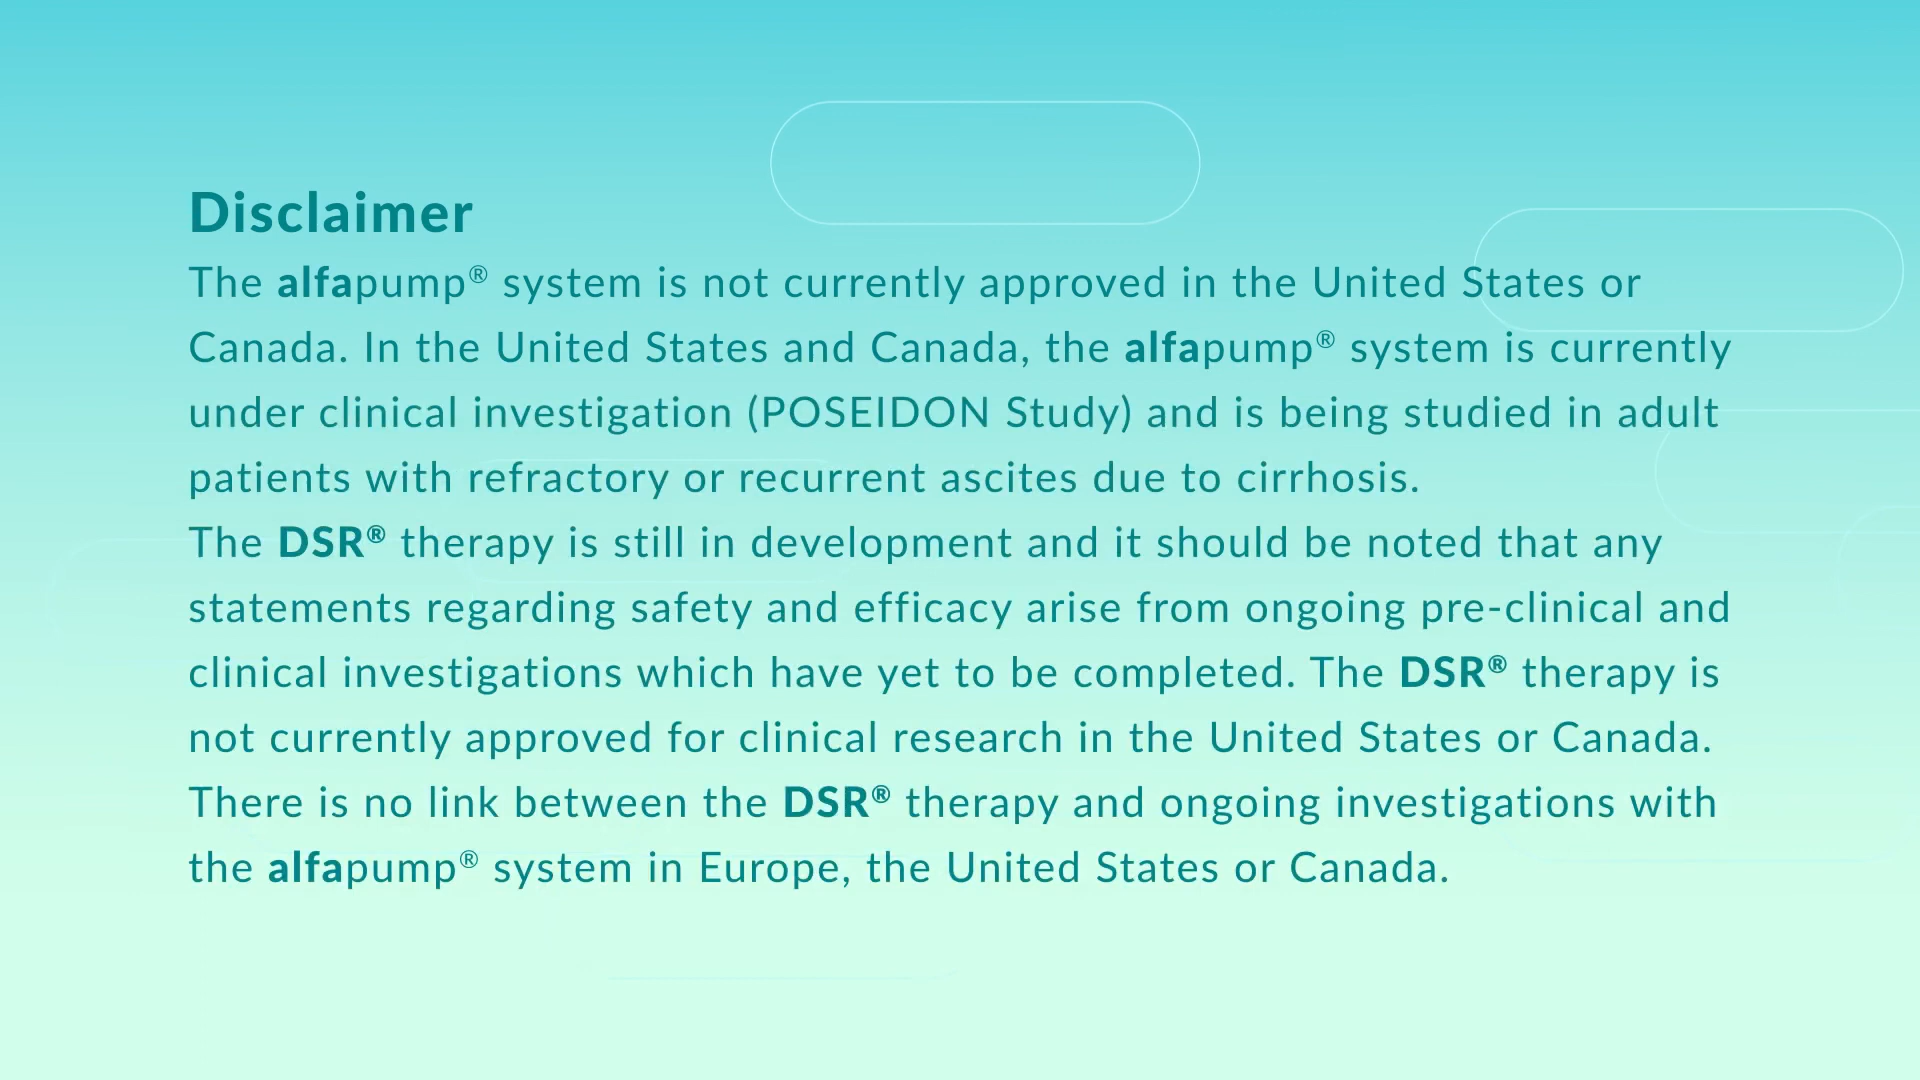 Disclaimer
The alfapump® system is not currently approved in the United States or
Canada. In the United States and Canada, the alfapump® system is currently
under clinical investigation (POSEIDON Study) and is being studied in adult
patients with refractory or recurrent ascites due to cirrhosis.
The DSR® therapy is still in development and it should be noted that any
statements regarding safety and efficacy arise from ongoing pre-clinical and
clinical investigations which have yet to be completed. The DSR® therapy is
not currently approved for clinical research in the United States or Canada.
There is no link between the DSR® therapy and ongoing investigations with
the alfapump® system in Europe, the United States or Canada.